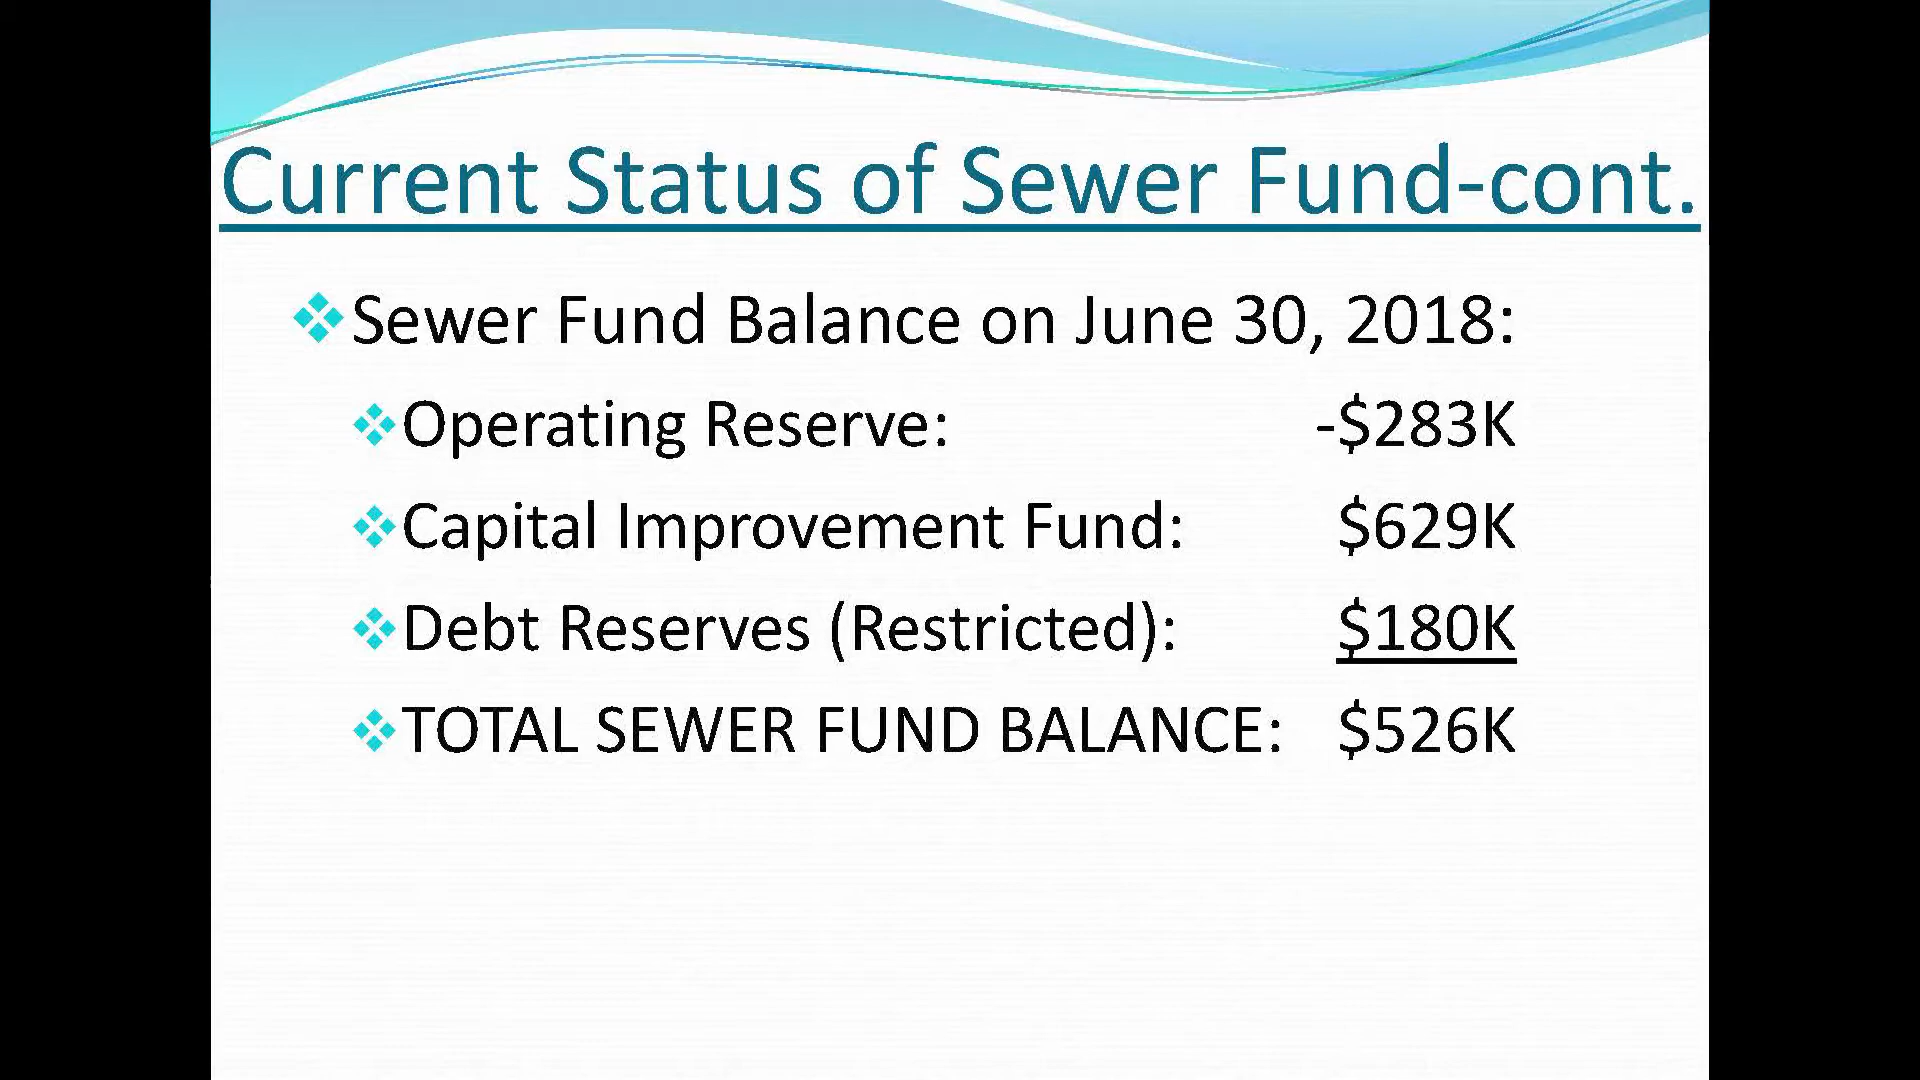 Current Status of Sewer Fund-cont.
Sewer Fund Balance on June 30, 2018:
Operating Reserve: -$283K
Capital Improvement Fund: $629K
Debt Reserves (Restricted): $180K
TOTAL SEWER FUND BALANCE: $526K